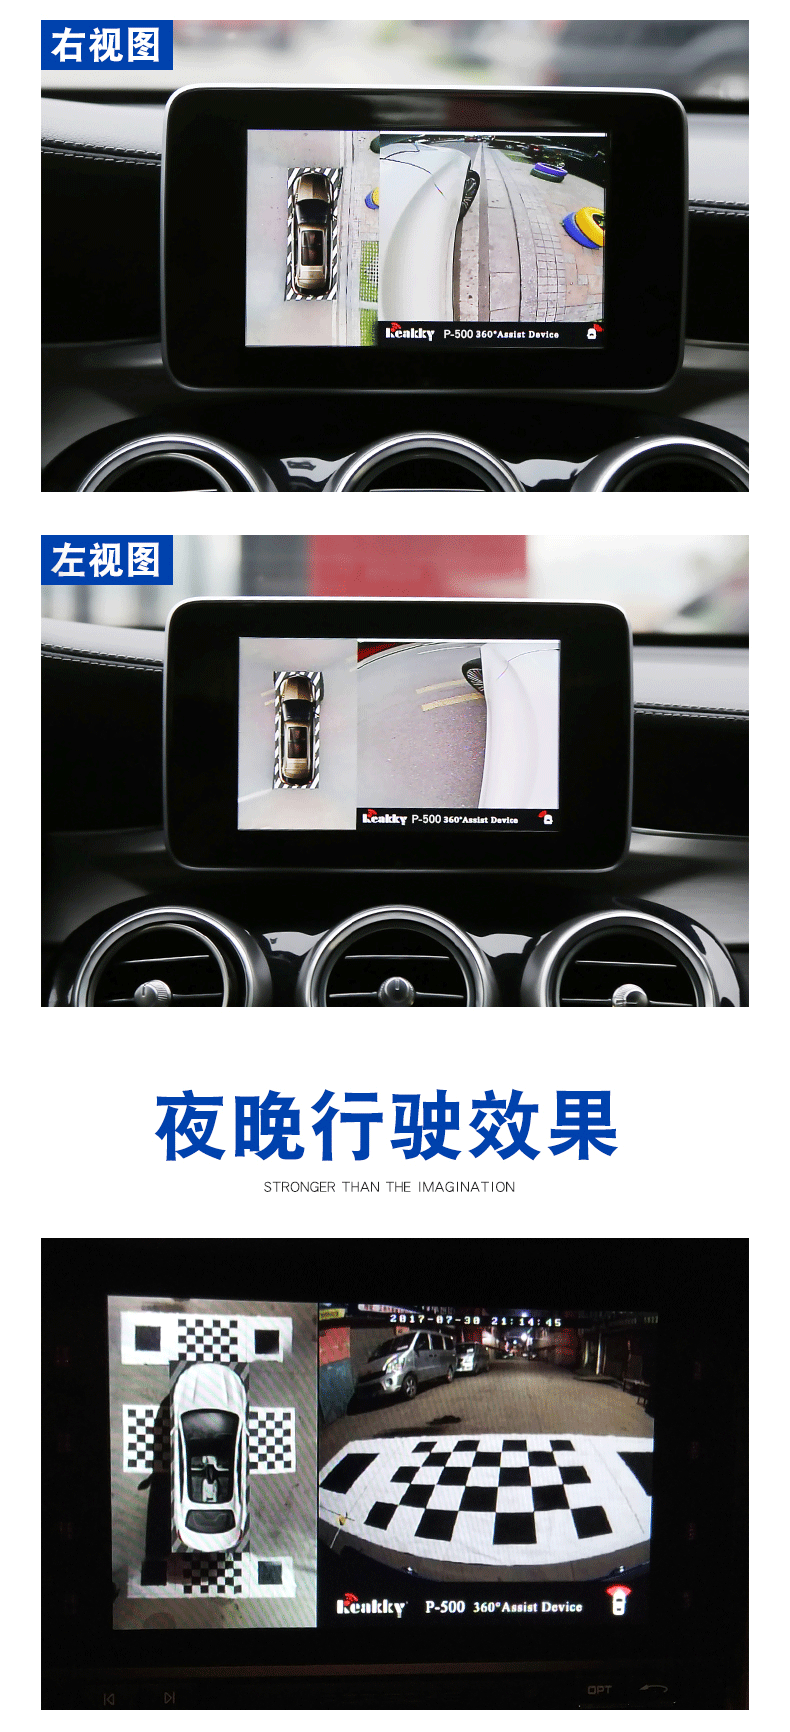 右视图
Keakky P-500 360°Assist Device
左视图
Keakky P-500 360°Assist Device
夜晚行驶效果
STRONGER THAN THE IMAGINATION
2017-07-30 21:14:45
Keakky P-500 360°Assist Device
OPT